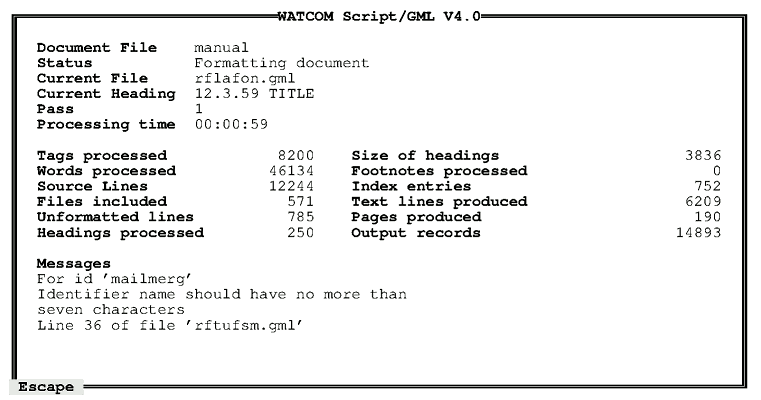 WATCOM Script/GML V4.0
Document File manual
Status Formatting document
Current File rflafon.gml
Current Heading 12.3.59 TITLE
Pass 1
Processing time 00:00:59
Tags processed 8200 Size of headings 3836
Words processed 46134 Footnotes processed 0
Source Lines 12244 Index entries 752
Files included 571 Text lines produced 6209
Unformatted lines 785 Pages produced 190
Headings processed 250 Output records 14893
Messages
For id 'mailmerg'
Identifier name should have no more than
seven characters
Line 36 of file 'rftufsm.gml'
Escape